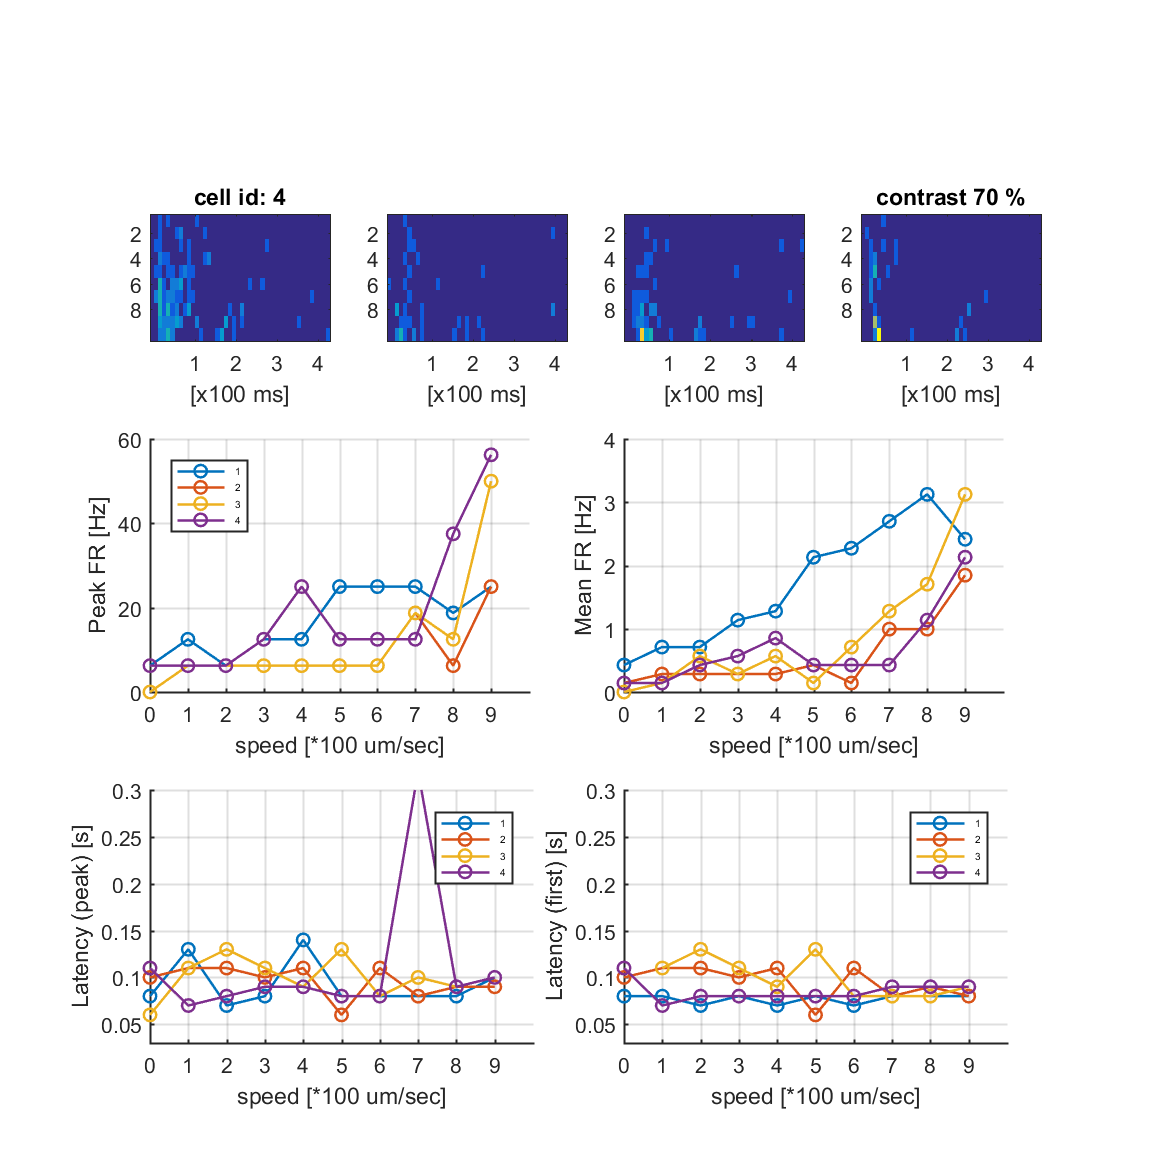 cell id: 4
contrast 70 %
2
4
6
8
2
4
6
8
2
4
6
8
2
4
6
8
1 2 3 4
1 2 3 4
1 2 3 4
1 2 3 4
[x100 ms]
[x100 ms]
[x100 ms]
[x100 ms]
Peak FR [Hz]
60
40
20
0
1
2
3
4
0 1 2 3 4 5 6 7 8 9
speed [*100 um/sec]
Mean FR [Hz]
4
3
2
1
0
0 1 2 3 4 5 6 7 8 9
speed [*100 um/sec]
Latency (peak) [s]
0.3
0.25
0.2
0.15
0.1
0.05
1
2
3
4
0 1 2 3 4 5 6 7 8 9
speed [*100 um/sec]
Latency (first) [s]
0.3
0.25
0.2
0.15
0.1
0.05
1
2
3
4
0 1 2 3 4 5 6 7 8 9
speed [*100 um/sec]